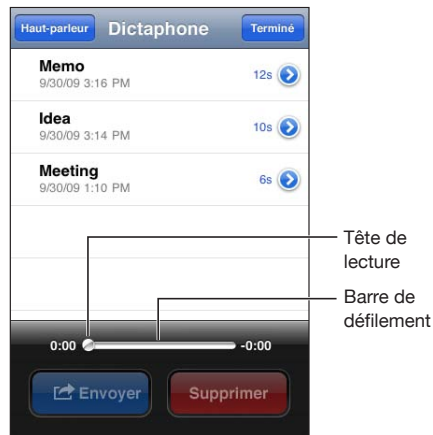 Haut-parleur Dictaphone Terminé
Memo
9/30/09 3:16 PM 12s
Idea
9/30/09 3:14 PM 10s
Meeting
9/30/09 1:10 PM 6s
Tête de
lecture
Barre de
défilement
0:00 -0:00
Envoyer Supprimer